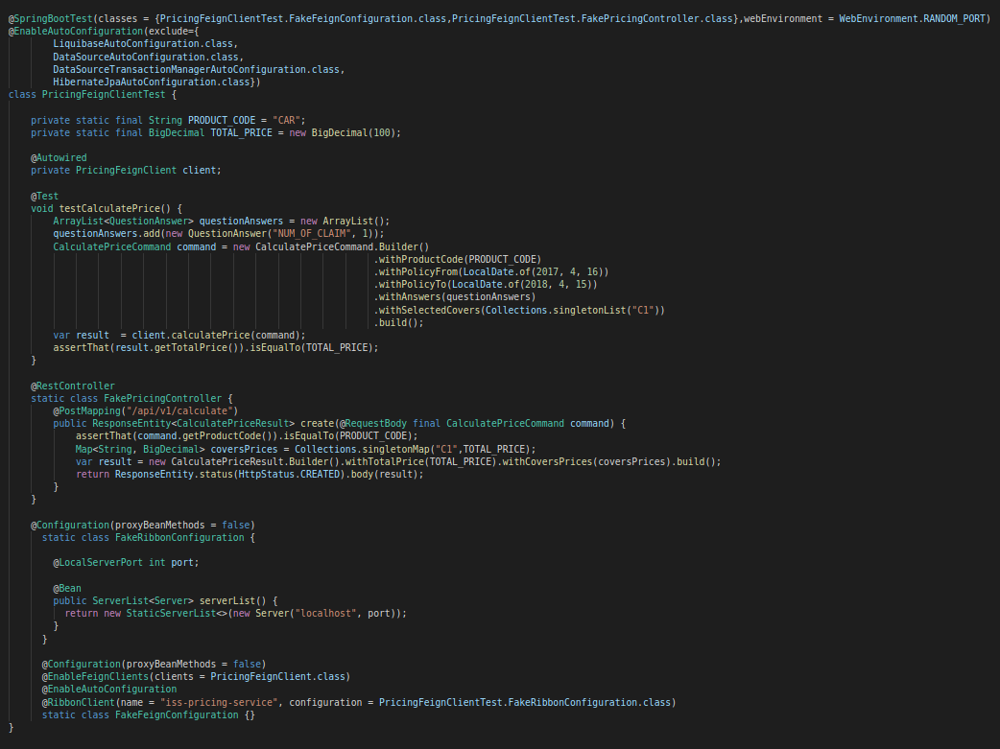 @SpringBootTest(classes = {PricingFeignClientTest.FakeFeignConfiguration.class,PricingFeignClientTest.FakePricingController.class},webEnvironment = WebEnvironment.RANDOM_PORT)
@EnableAutoConfiguration(exclude={
        LiquibaseAutoConfiguration.class,
        DataSourceAutoConfiguration.class,
        DataSourceTransactionManagerAutoConfiguration.class,
        HibernateJpaAutoConfiguration.class})
class PricingFeignClientTest {
    private static final String PRODUCT_CODE = "CAR";
    private static final BigDecimal TOTAL_PRICE = new BigDecimal(100);
    @Autowired
    private PricingFeignClient client;
    @Test
    void testCalculatePrice() {
        ArrayList<QuestionAnswer> questionAnswers = new ArrayList();
        questionAnswers.add(new QuestionAnswer("NUM_OF_CLAIM", 1));
        CalculatePriceCommand command = new CalculatePriceCommand.Builder()
                .withProductCode(PRODUCT_CODE)
                .withPolicyFrom(LocalDate.of(2017, 4, 16))
                .withPolicyTo(LocalDate.of(2018, 4, 15))
                .withAnswers(questionAnswers)
                .withSelectedCovers(Collections.singletonList("C1"))
                .build();
        var result  = client.calculatePrice(command);
        assertThat(result.getTotalPrice()).isEqualTo(TOTAL_PRICE);
    }
    @RestController
    static class FakePricingController {
        @PostMapping("/api/v1/calculate")
        public ResponseEntity<CalculatePriceResult> create(@RequestBody final CalculatePriceCommand command) {
            assertThat(command.getProductCode()).isEqualTo(PRODUCT_CODE);
            Map<String, BigDecimal> coversPrices = Collections.singletonMap("C1",TOTAL_PRICE);
            var result = new CalculatePriceResult.Builder().withTotalPrice(TOTAL_PRICE).withCoversPrices(coversPrices).build();
            return ResponseEntity.status(HttpStatus.CREATED).body(result);
        }
    }
    @Configuration(proxyBeanMethods = false)
      static class FakeRibbonConfiguration {
        @LocalServerPort int port;
        @Bean
        public ServerList<Server> serverList() {
          return new StaticServerList<>(new Server("localhost", port));
        }
      }
      @Configuration(proxyBeanMethods = false)
      @EnableFeignClients(clients = PricingFeignClient.class)
      @EnableAutoConfiguration
      @RibbonClient(name = "iss-pricing-service", configuration = PricingFeignClientTest.FakeRibbonConfiguration.class)
      static class FakeFeignConfiguration {}
}